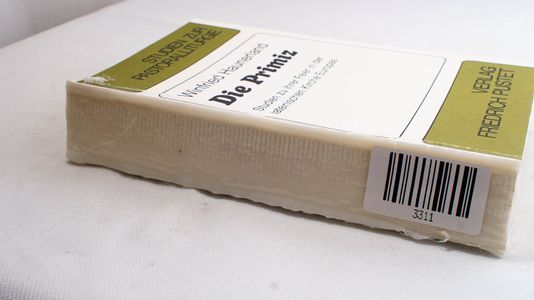 STUDIEN ZUR
PASTORALLITURGIE
Winfried Haunerland
Die Primiz
Studien zu ihrer Feier in der
lateinischen Kirche Europas
VERLAG
FRIEDRICH PUSTET
3311